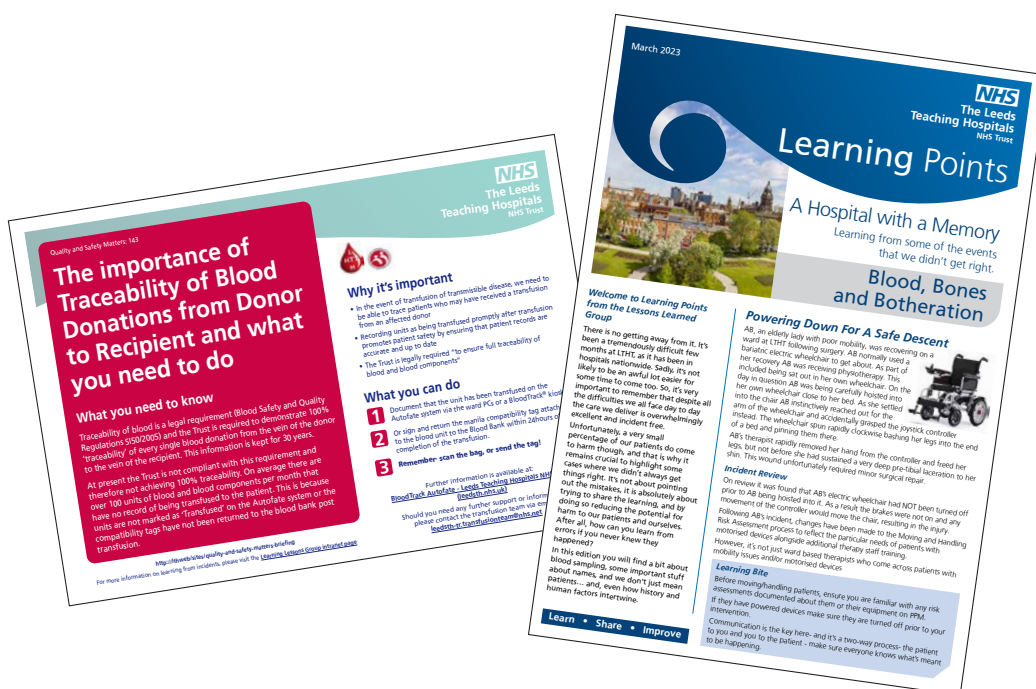 NHS
The Leeds
Teaching Hospitals
NHS Trust
Quality and Safety Matters: 143
The importance of
Traceability of Blood
Donations from Donor
to Recipient and what
you need to do
What you need to know
Traceability of blood is a legal requirement (Blood Safety and Quality
Regulations SI50/2005) and the Trust is required to demonstrate 100%
'traceability' of every single blood donation from the vein of the donor
to the vein of the recipient. This information is kept for 30 years.
At present the Trust is not compliant with this requirement and
therefore not achieving 100% traceability. On average there are
over 100 units of blood and blood components per month that
have no record of being transfused to the patient. This is because
units are not marked as 'Transfused' on the Autofate system or the
compatibility tags have not been returned to the blood bank post
transfusion.
Why it's important
• In the event of transfusion of transmissible disease, we need to
be able to trace patients who may have received a transfusion
from an affected donor
• Recording units as being transfused promptly after transfusion
promotes patient safety by ensuring that patient records are
accurate and up to date
• The Trust is legally required "to ensure full traceability of
blood and blood components"
What you can do
1 Document that the unit has been transfused on the
Autofate system via the ward PCs or a BloodTrack® kiosk
2 Or sign and return the manila compatibility tag attach
to the blood unit to the Blood Bank within 24hours o
completion of the transfusion.
3 Remember- scan the bag, or send the tag!
Further information is available at:
BloodTrack Autofate - Leeds Teaching Hospitals NHS
(leedsth.nhs.uk)
Should you need any further support or inform
please contact the transfusion team via em
leedsth-tr.transfusionteam@nhs.net
http://lthweb/sites/quality-and-safety-matters-briefing
For more information on learning from incidents, please visit the Learning Lessons Group intranet page
March 2023
NHS
The Leeds
Teaching Hospitals
NHS Trust
Learning Points
A Hospital with a Memory
Learning from some of the events
that we didn't get right.
Blood, Bones
and Botheration
Welcome to Learning Points
from the Lessons Learned
Group
There is no getting away from it. It's
been a tremendously difficult few
months at LTHT, as it has been in
hospitals nationwide. Sadly, it's not
likely to be an awful lot easier for
some time to come too. So, it's very
important to remember that despite all
the difficulties we all face day to day
the care we deliver is overwhelmingly
excellent and incident free.
Unfortunately, a very small
percentage of our patients do come
to harm though, and that is why it
remains crucial to highlight some
cases where we didn't always get
things right. It's not about pointing
out the mistakes, it is absolutely about
trying to share the learning, and by
doing so reducing the potential for
harm to our patients and ourselves.
After all, how can you learn from
errors if you never knew they
happened?
In this edition you will find a bit about
blood sampling, some important stuff
about names, and we don't just mean
patients... and, even how history and
human factors intertwine.
Learn • Share • Improve
Powering Down For A Safe Descent
AB, an elderly lady with poor mobility, was recovering on a
ward at LTHT following surgery. AB normally used a
bariatric electric wheelchair to get about. As part of
her recovery AB was receiving physiotherapy. This
included being sat out in her own wheelchair. On the
day in question AB was being carefully hoisted into
her own wheelchair close to her bed. As she settled
into the chair AB instinctively reached out for the
arm of the wheelchair and accidently grasped the joystick controller
instead. The wheelchair spun rapidly clockwise bashing her legs into the end
of a bed and pinning them there.
AB's therapist rapidly removed her hand from the controller and freed her
legs, but not before she had sustained a very deep pre-tibial laceration to her
shin. This wound unfortunately required minor surgical repair.
Incident Review
On review it was found that AB's electric wheelchair had NOT been turned off
prior to AB being hoisted into it. As a result the brakes were not on and any
movement of the controller would move the chair, resulting in the injury.
Following AB's incident, changes have been made to the Moving and Handling
Risk Assessment process to reflect the particular needs of patients with
motorised devices alongside additional therapy staff training.
However, it's not just ward based therapists who come across patients with
mobility issues and/or motorised devices
Learning Bite
Before moving/handling patients, ensure you are familiar with any risk
assessments documented about them or their equipment on PPM.
If they have powered devices make sure they are turned off prior to your
intervention.
Communication is the key here- and it's a two-way process- the patient
to you and you to the patient - make sure everyone knows what's meant
to be happening.